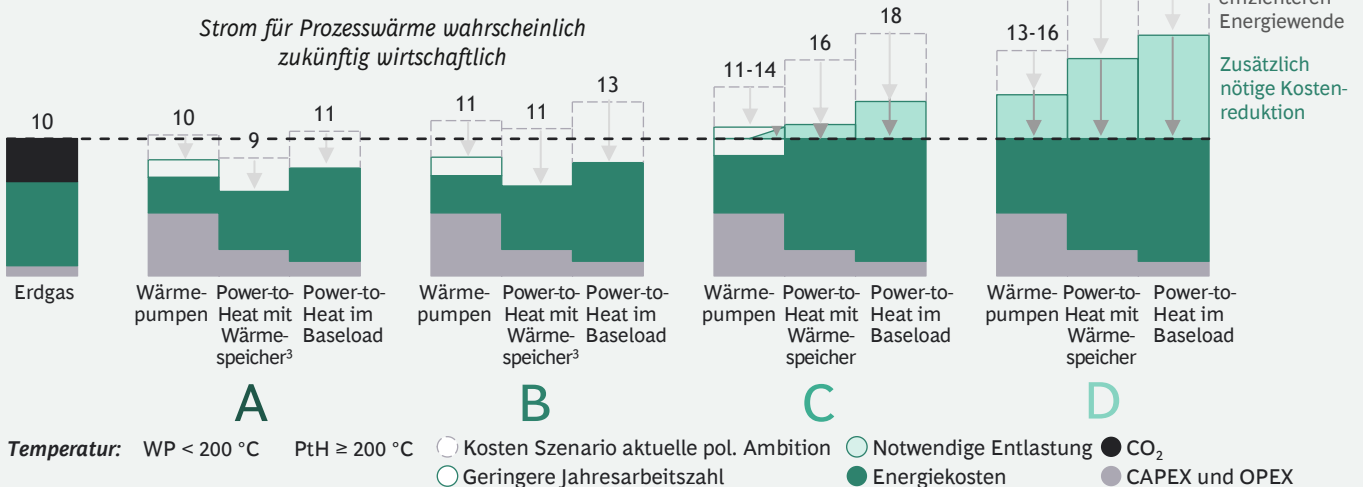 Strom für Prozesswärme wahrscheinlich
zukünftig wirtschaftlich
Energiewende
Zusätzlich
nötige Kosten-
reduktion
10
10
9
11
11
11
13
11-14
16
18
13-16
Erdgas
Wärme-
pumpen
Power-to-
Heat mit
Wärme-
speicher³
Power-to-
Heat im
Baseload
Wärme-
pumpen
Power-to-
Heat mit
Wärme-
speicher³
Power-to-
Heat im
Baseload
Wärme-
pumpen
Power-to-
Heat mit
Wärme-
speicher
Power-to-
Heat im
Baseload
Wärme-
pumpen
Power-to-
Heat mit
Wärme-
speicher
Power-to-
Heat im
Baseload
A
B
C
D
Temperatur: WP < 200 °C PtH ≥ 200 °C
Kosten Szenario aktuelle pol. Ambition
Notwendige Entlastung
CO₂
Geringere Jahresarbeitszahl
Energiekosten
CAPEX und OPEX